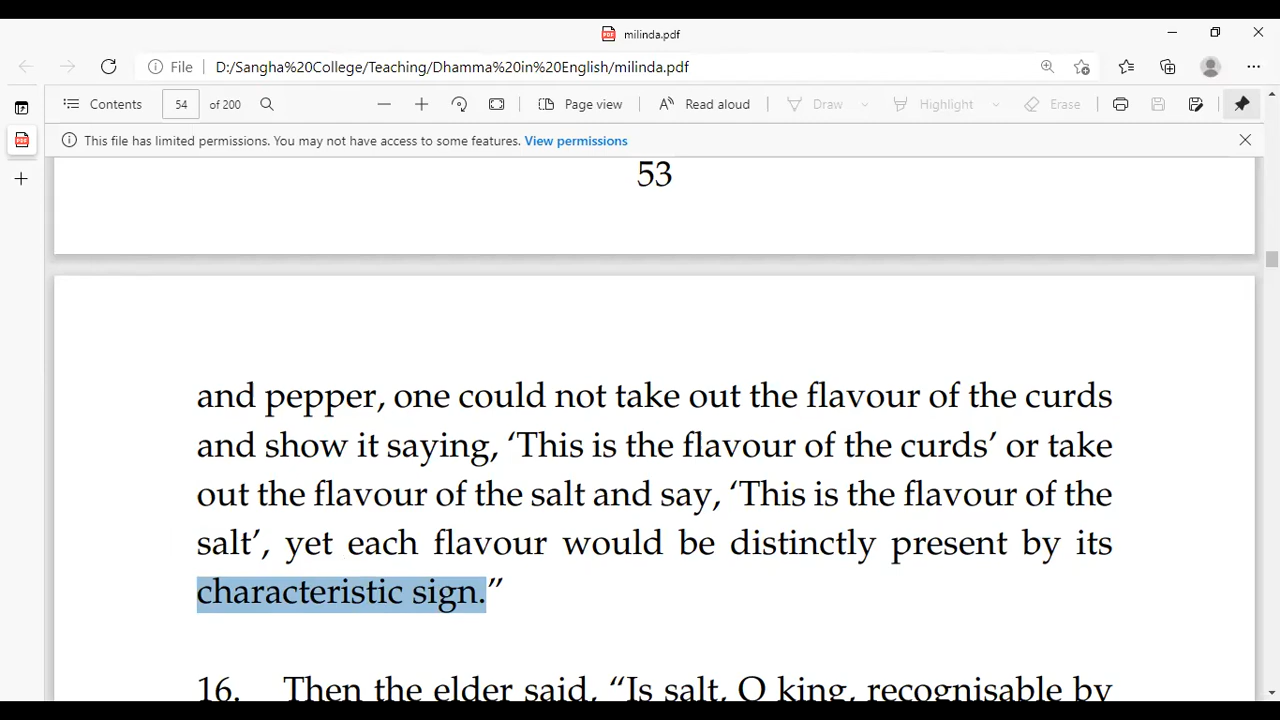 milinda.pdf
File D:/Sangha%20College/Teaching/Dhamma%20in%20English/milinda.pdf
Contents 54 of 200 Page view Read aloud Draw Highlight Erase
This file has limited permissions. You may not have access to some features. View permissions
53
and pepper, one could not take out the flavour of the curds
and show it saying, ‘This is the flavour of the curds’ or take
out the flavour of the salt and say, ‘This is the flavour of the
salt’, yet each flavour would be distinctly present by its
characteristic sign.”
16. Then the elder said, “Is salt, O king, recognisable by